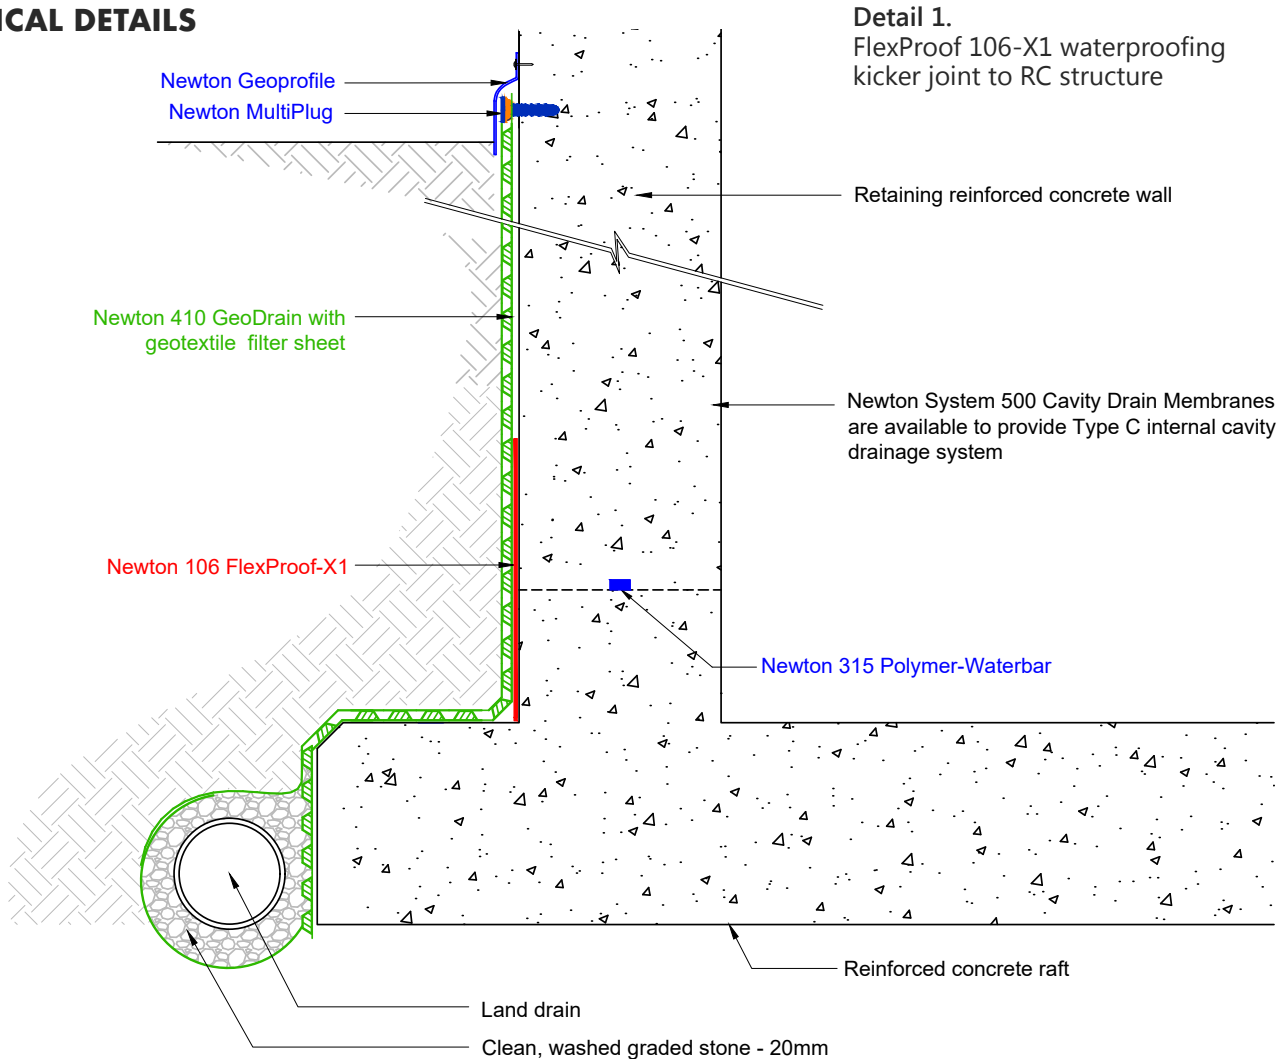 ICAL DETAILS
Detail 1.
FlexProof 106-X1 waterproofing
kicker joint to RC structure
Newton Geoprofile
Newton MultiPlug
Retaining reinforced concrete wall
Newton 410 GeoDrain with
geotextile filter sheet
Newton System 500 Cavity Drain Membranes
are available to provide Type C internal cavity
drainage system
Newton 106 FlexProof-X1
Newton 315 Polymer-Waterbar
Reinforced concrete raft
Land drain
Clean, washed graded stone - 20mm